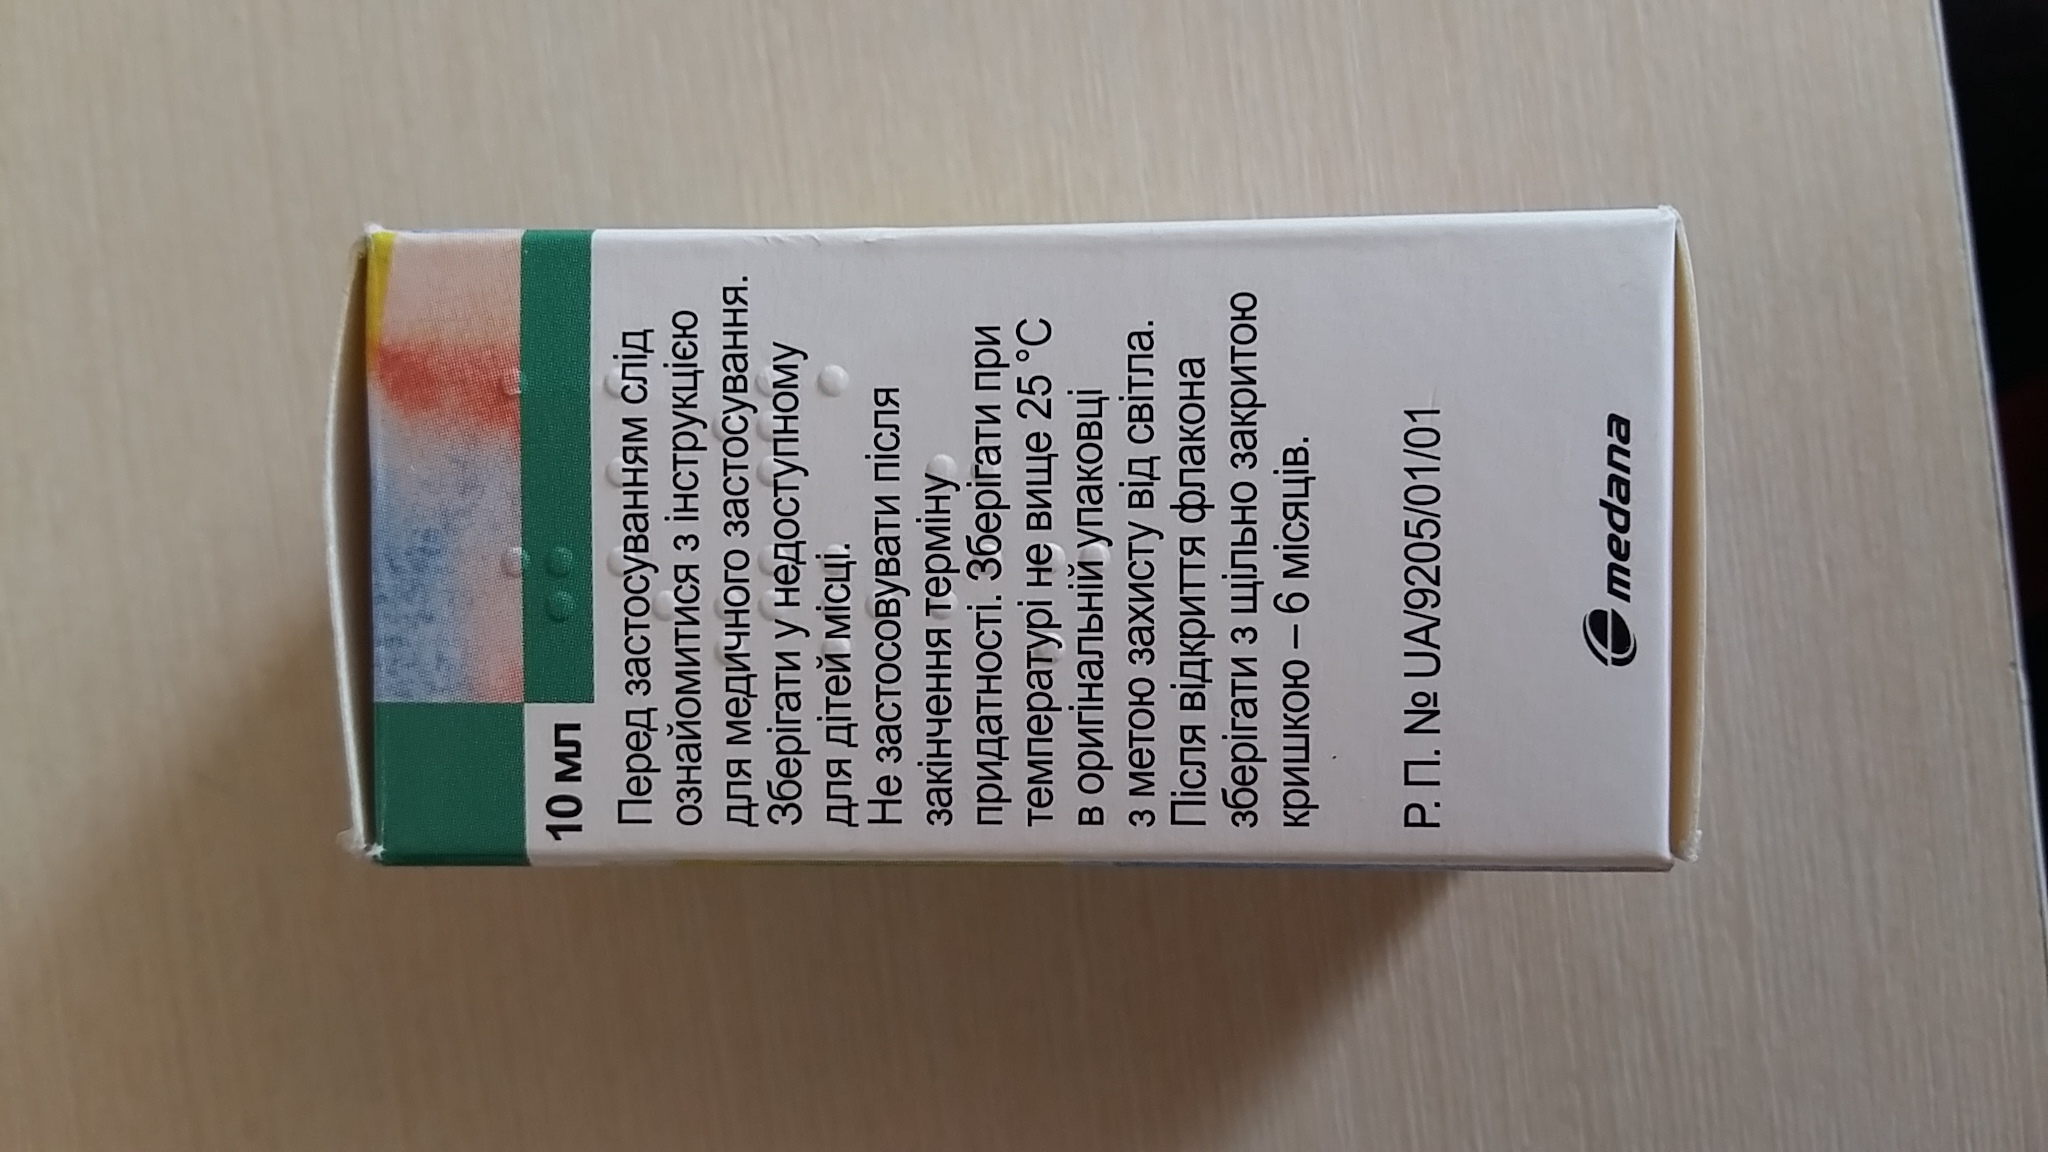 10 мл
Перед застосуванням слід
ознайомитися з інструкцією
для медичного застосування.
Зберігати у недоступному
для дітей місці.
Не застосовувати після
закінчення терміну
придатності. Зберігати при
температурі не вище 25 °C
в оригінальній упаковці
з метою захисту від світла.
Після відкриття флакона
зберігати з щільно закритою
кришкою – 6 місяців.
Р. П. № UA/9205/01/01
medana